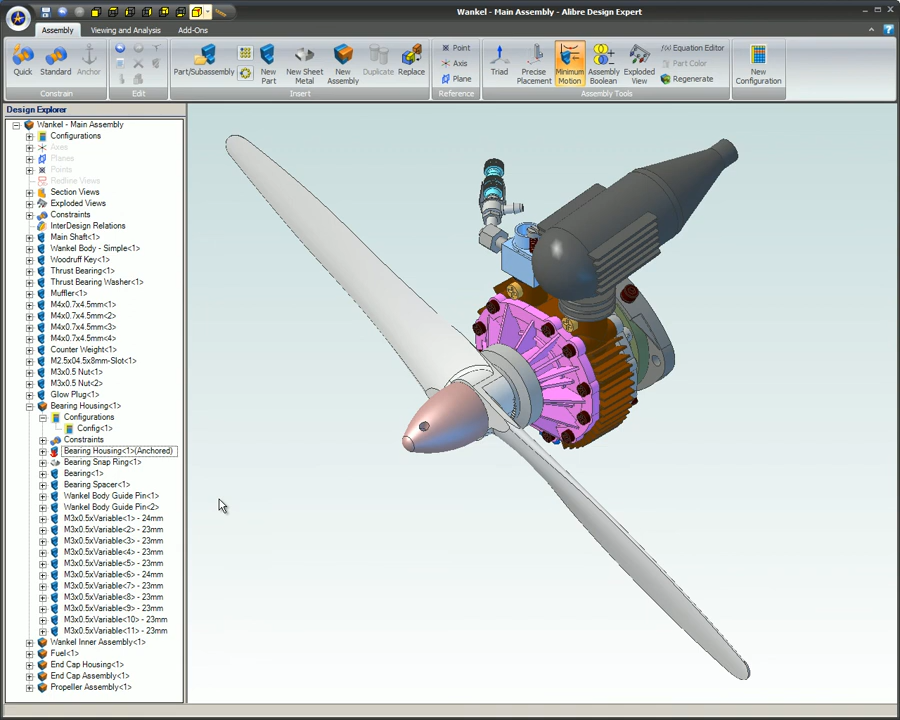 Wankel - Main Assembly - Alibre Design Expert
Assembly
Viewing and Analysis
Add-Ons
Quick
Standard
Anchor
Constrain
Edit
Part/Subassembly
New Part
New Sheet Metal
New Assembly
Duplicate
Replace
Insert
Point
Axis
Plane
Reference
Triad
Precise Placement
Minimum Motion
Assembly Boolean
Exploded View
Equation Editor
Part Color
Regenerate
Assembly Tools
New Configuration
Design Explorer
Wankel - Main Assembly
Configurations
Axes
Planes
Points
Redline Views
Section Views
Exploded Views
Constraints
InterDesign Relations
Main Shaft<1>
Wankel Body - Simple<1>
Woodruff Key<1>
Thrust Bearing<1>
Thrust Bearing Washer<1>
Muffler<1>
M4x0.7x4.5mm<1>
M4x0.7x4.5mm<2>
M4x0.7x4.5mm<3>
M4x0.7x4.5mm<4>
Counter Weight<1>
M2.5x04.5x8mm-Slot<1>
M3x0.5 Nut<1>
M3x0.5 Nut<2>
Glow Plug<1>
Bearing Housing<1>
Configurations
Config<1>
Constraints
Bearing Housing<1>(Anchored)
Bearing Snap Ring<1>
Bearing<1>
Bearing Spacer<1>
Wankel Body Guide Pin<1>
Wankel Body Guide Pin<2>
M3x0.5xVariable<1> - 24mm
M3x0.5xVariable<2> - 23mm
M3x0.5xVariable<3> - 23mm
M3x0.5xVariable<4> - 23mm
M3x0.5xVariable<5> - 23mm
M3x0.5xVariable<6> - 24mm
M3x0.5xVariable<7> - 23mm
M3x0.5xVariable<8> - 23mm
M3x0.5xVariable<9> - 23mm
M3x0.5xVariable<10> - 23mm
M3x0.5xVariable<11> - 23mm
Wankel Inner Assembly<1>
Fuel<1>
End Cap Housing<1>
End Cap Assembly<1>
Propeller Assembly<1>